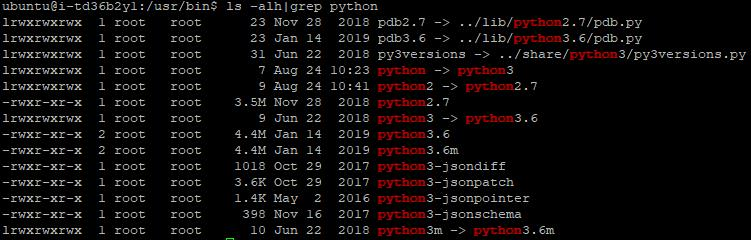 ubuntu@i-td36b2yl:/usr/bin$ ls -alh|grep python
lrwxrwxrwx 1 root root 23 Nov 28 2018 pdb2.7 -> ../lib/python2.7/pdb.py
lrwxrwxrwx 1 root root 23 Jan 14 2019 pdb3.6 -> ../lib/python3.6/pdb.py
lrwxrwxrwx 1 root root 31 Jun 22 2018 py3versions -> ../share/python3/py3versions.py
lrwxrwxrwx 1 root root 7 Aug 24 10:23 python -> python3
lrwxrwxrwx 1 root root 9 Aug 24 10:41 python2 -> python2.7
-rwxr-xr-x 1 root root 3.5M Nov 28 2018 python2.7
lrwxrwxrwx 1 root root 9 Jun 22 2018 python3 -> python3.6
-rwxr-xr-x 2 root root 4.4M Jan 14 2019 python3.6
-rwxr-xr-x 2 root root 4.4M Jan 14 2019 python3.6m
-rwxr-xr-x 1 root root 1018 Oct 29 2017 python3-jsondiff
-rwxr-xr-x 1 root root 3.6K Oct 29 2017 python3-jsonpatch
-rwxr-xr-x 1 root root 1.4K May 2 2016 python3-jsonpointer
-rwxr-xr-x 1 root root 398 Nov 16 2017 python3-jsonschema
lrwxrwxrwx 1 root root 10 Jun 22 2018 python3m -> python3.6m